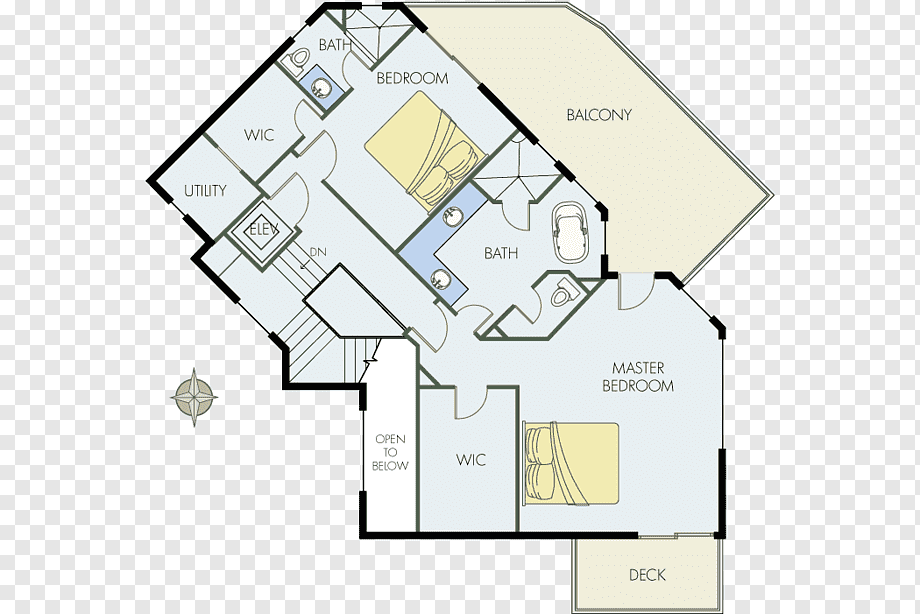 BATH
BEDROOM
BALCONY
WIC
UTILITY
ELEV
DN
BATH
MASTER
BEDROOM
OPEN
TO
BELOW
WIC
DECK